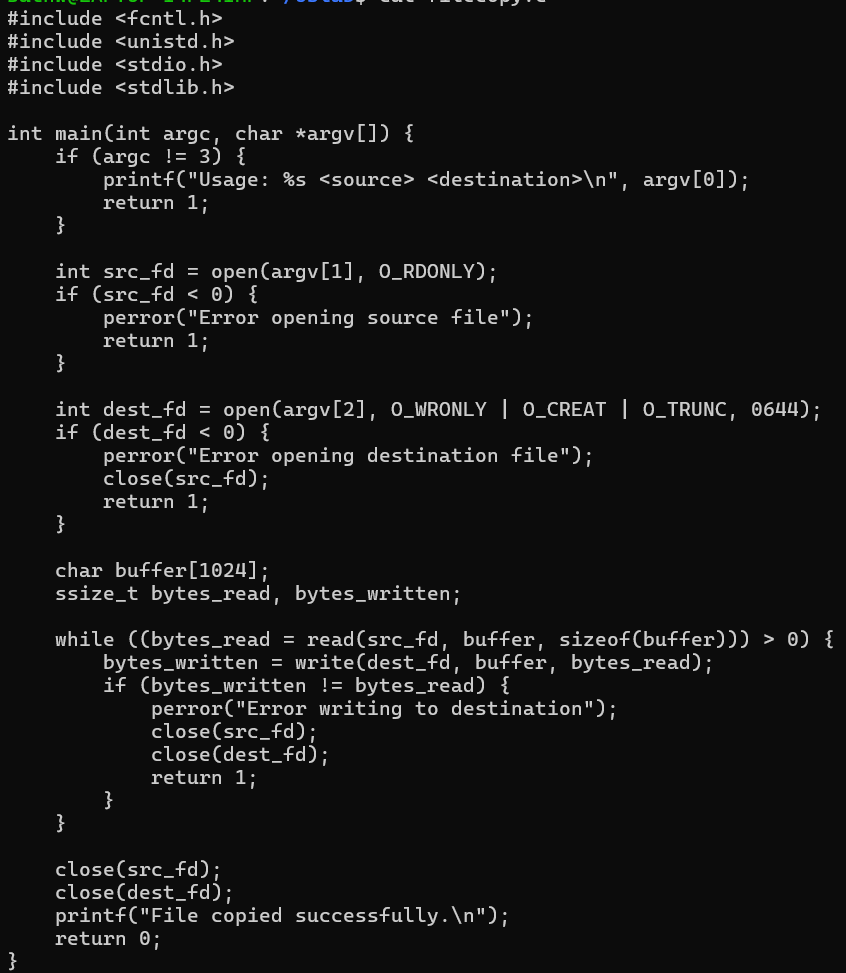 #include <fcntl.h>
#include <unistd.h>
#include <stdio.h>
#include <stdlib.h>

int main(int argc, char *argv[]) {
    if (argc != 3) {
        printf("Usage: %s <source> <destination>\n", argv[0]);
        return 1;
    }

    int src_fd = open(argv[1], O_RDONLY);
    if (src_fd < 0) {
        perror("Error opening source file");
        return 1;
    }

    int dest_fd = open(argv[2], O_WRONLY | O_CREAT | O_TRUNC, 0644);
    if (dest_fd < 0) {
        perror("Error opening destination file");
        close(src_fd);
        return 1;
    }

    char buffer[1024];
    ssize_t bytes_read, bytes_written;

    while ((bytes_read = read(src_fd, buffer, sizeof(buffer))) > 0) {
        bytes_written = write(dest_fd, buffer, bytes_read);
        if (bytes_written != bytes_read) {
            perror("Error writing to destination");
            close(src_fd);
            close(dest_fd);
            return 1;
        }
    }

    close(src_fd);
    close(dest_fd);
    printf("File copied successfully.\n");
    return 0;
}